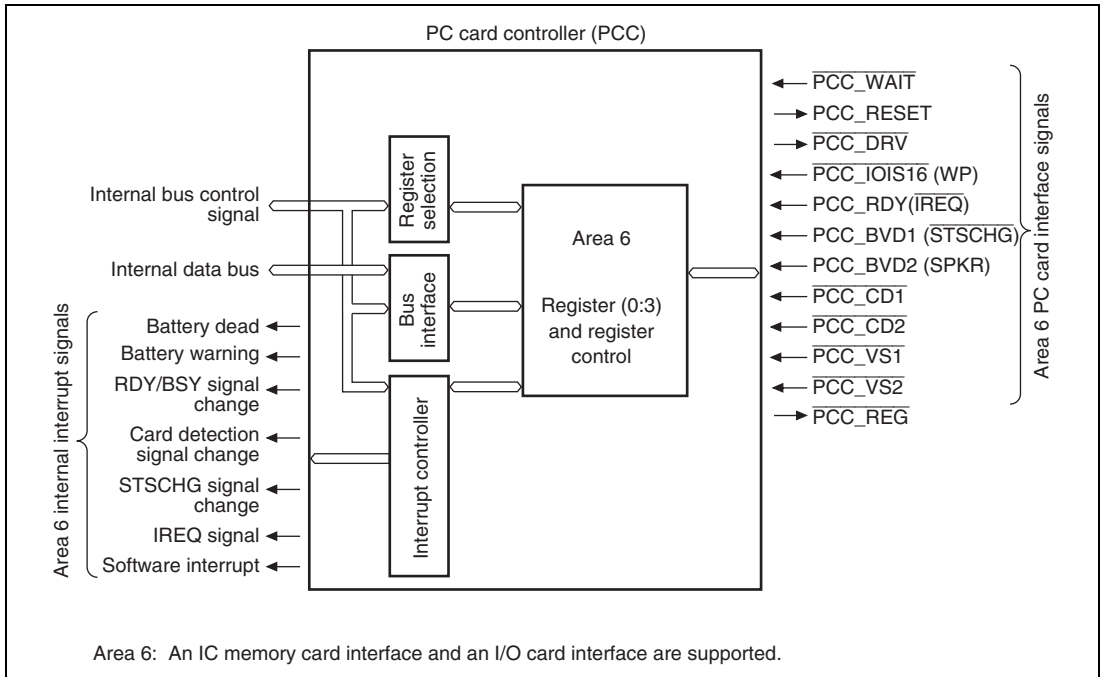 PC card controller (PCC)
Internal bus control
signal
Internal data bus
Area 6 internal interrupt signals
Battery dead
Battery warning
RDY/BSY signal
change
Card detection
signal change
STSCHG signal
change
IREQ signal
Software interrupt
Register
selection
Bus
interface
Interrupt controller
Area 6
Register (0:3)
and register
control
PCC_WAIT
PCC_RESET
PCC_DRV
PCC_IOIS16 (WP)
PCC_RDY(IREQ)
PCC_BVD1 (STSCHG)
PCC_BVD2 (SPKR)
PCC_CD1
PCC_CD2
PCC_VS1
PCC_VS2
PCC_REG
Area 6 PC card interface signals
Area 6: An IC memory card interface and an I/O card interface are supported.